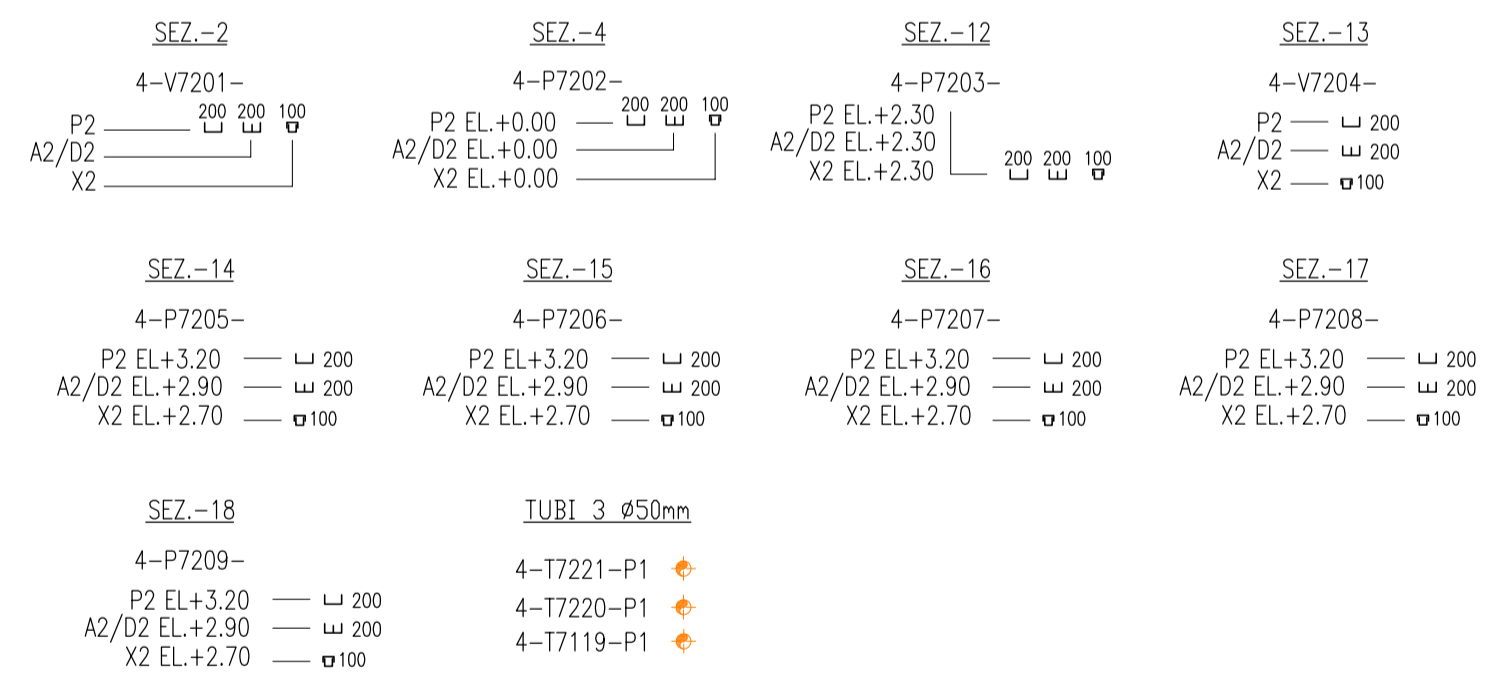 SEZ.-2
4-V7201-
200 200 100
P2
A2/D2
X2
SEZ.-4
4-P7202-
200 200 100
P2 EL.+0.00
A2/D2 EL.+0.00
X2 EL.+0.00
SEZ.-12
4-P7203-
P2 EL.+2.30
A2/D2 EL.+2.30
X2 EL.+2.30
200 200 100
SEZ.-13
4-V7204-
P2 200
A2/D2 200
X2 100
SEZ.-14
4-P7205-
P2 EL+3.20 200
A2/D2 EL.+2.90 200
X2 EL.+2.70 100
SEZ.-15
4-P7206-
P2 EL+3.20 200
A2/D2 EL.+2.90 200
X2 EL.+2.70 100
SEZ.-16
4-P7207-
P2 EL+3.20 200
A2/D2 EL.+2.90 200
X2 EL.+2.70 100
SEZ.-17
4-P7208-
P2 EL+3.20 200
A2/D2 EL.+2.90 200
X2 EL.+2.70 100
SEZ.-18
4-P7209-
P2 EL+3.20 200
A2/D2 EL.+2.90 200
X2 EL.+2.70 100
TUBI 3 Ø50mm
4-T7221-P1
4-T7220-P1
4-T7119-P1